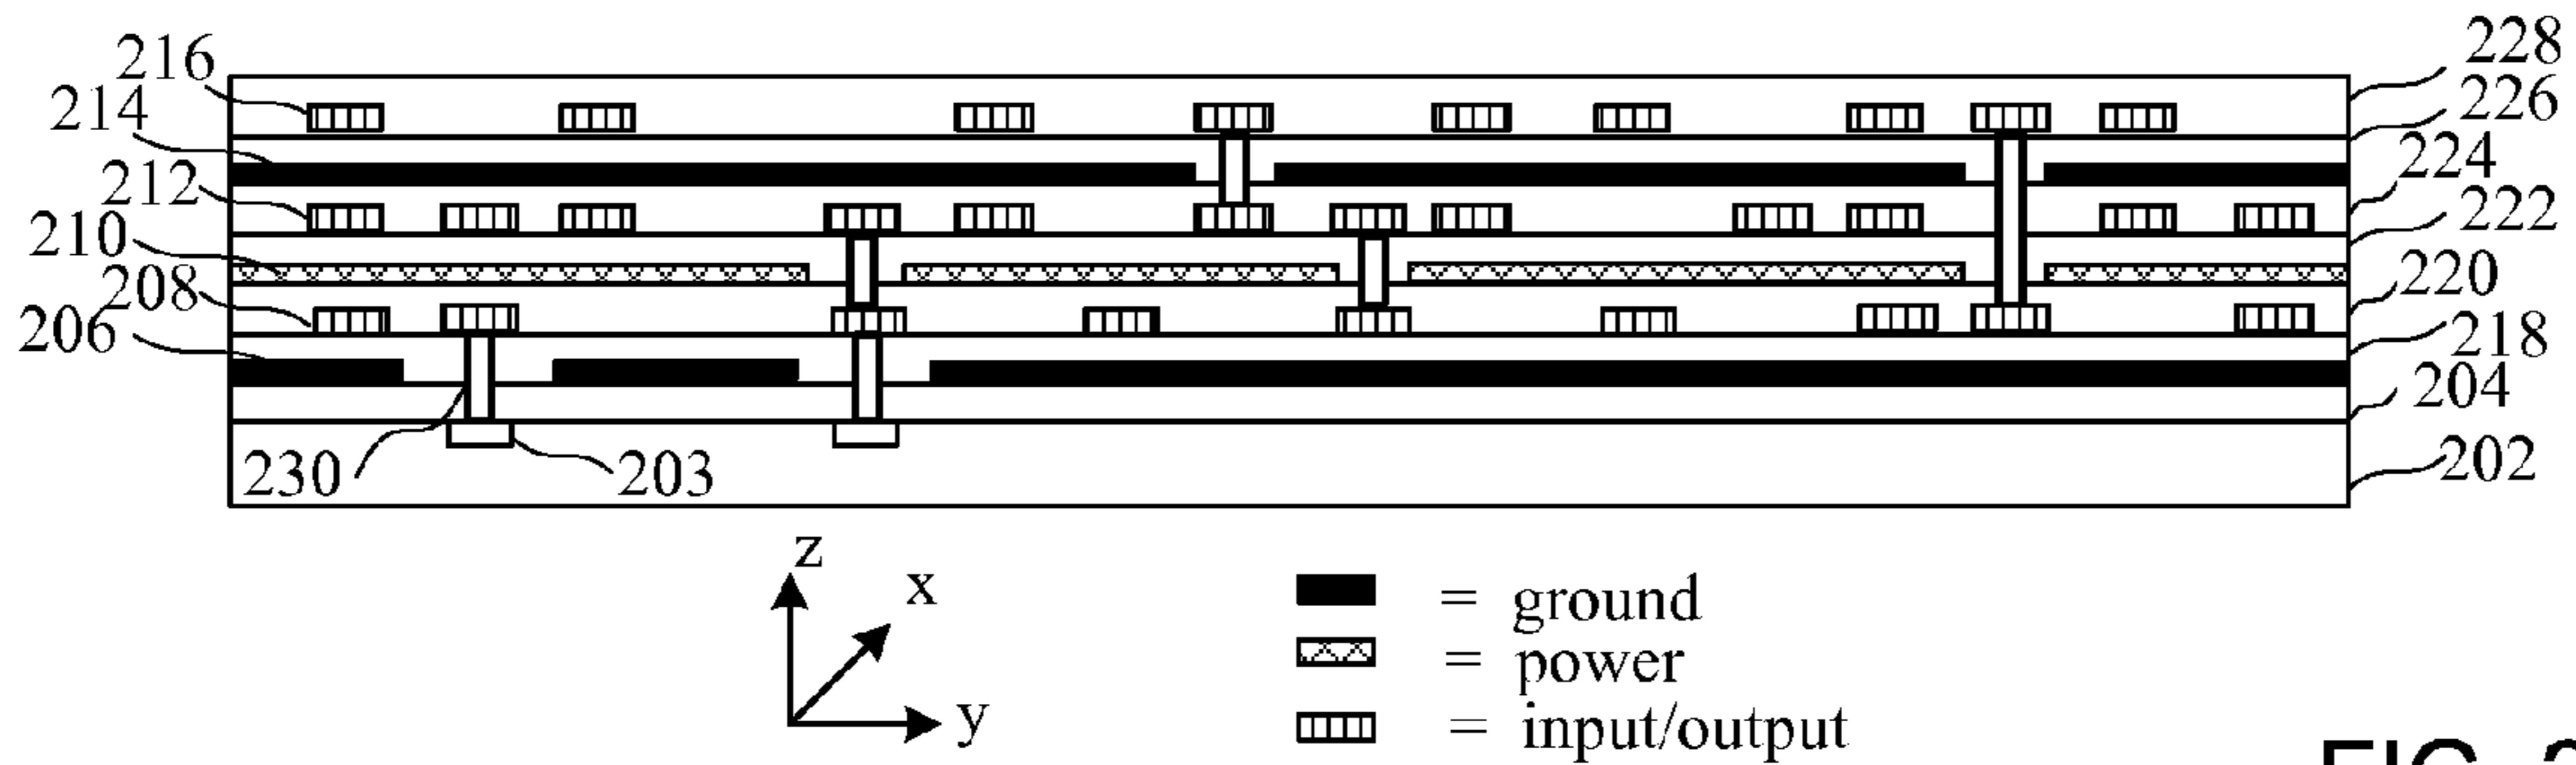 216
214
212
210
208
206
230
203
228
226
224
222
220
218
204
202
z
x
y
= ground
= power
= input/output
FIG.